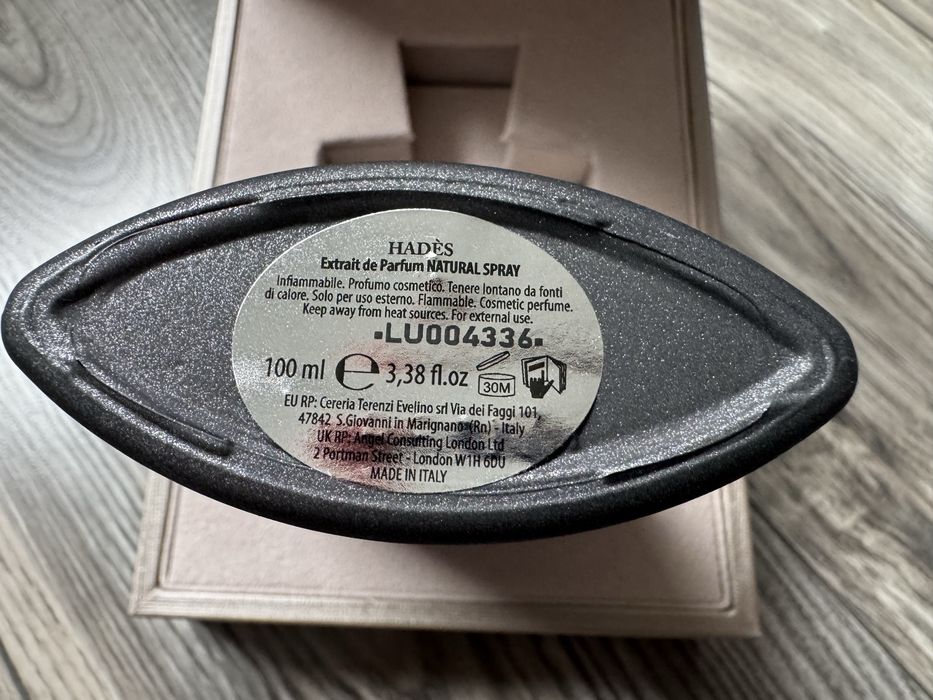 HADÈS
Extrait de Parfum NATURAL SPRAY
Infiammabile. Profumo cosmetico. Tenere lontano da fonti
di calore. Solo per uso esterno. Flammable. Cosmetic perfume.
Keep away from heat sources. For external use.
▪LU004336▪
100 ml ℮ 3,38 fl.oz 30M
EU RP: Cereria Terenzi Evelino srl Via dei Faggi 101,
47842 S.Giovanni in Marignano (Rn) - Italy
UK RP: Angel Consulting London Ltd
2 Portman Street - London W1H 6DU
MADE IN ITALY